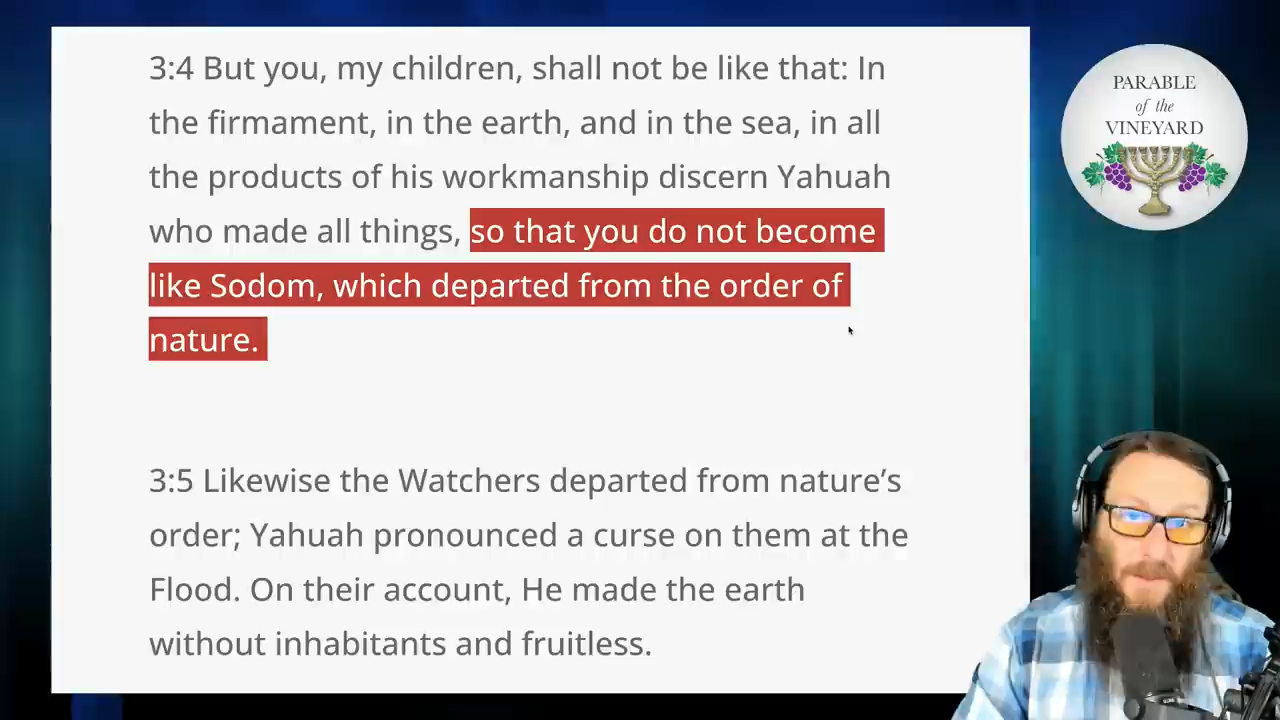 3:4 But you, my children, shall not be like that: In
the firmament, in the earth, and in the sea, in all
the products of his workmanship discern Yahuah
who made all things, so that you do not become
like Sodom, which departed from the order of
nature.
3:5 Likewise the Watchers departed from nature’s
order; Yahuah pronounced a curse on them at the
Flood. On their account, He made the earth
without inhabitants and fruitless.
PARABLE
of the
VINEYARD